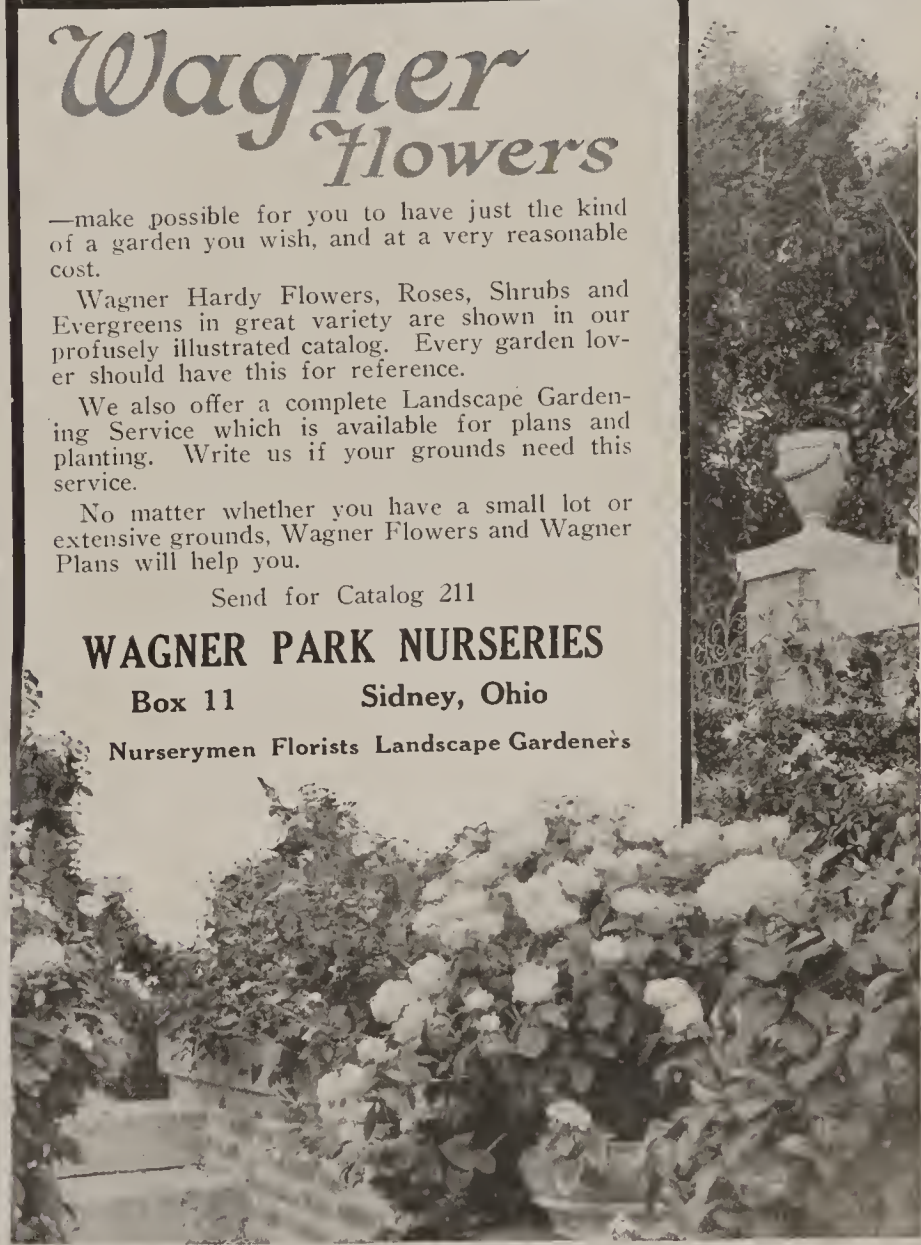 Wagner
Flowers
—make possible for you to have just the kind
of a garden you wish, and at a very reasonable
cost.
Wagner Hardy Flowers, Roses, Shrubs and
Evergreens in great variety are shown in our
profusely illustrated catalog. Every garden lov-
er should have this for reference.
We also offer a complete Landscape Garden-
ing Service which is available for plans and
planting. Write us if your grounds need this
service.
No matter whether you have a small lot or
extensive grounds, Wagner Flowers and Wagner
Plans will help you.
Send for Catalog 211
WAGNER PARK NURSERIES
Box 11 Sidney, Ohio
Nurserymen Florists Landscape Gardeners